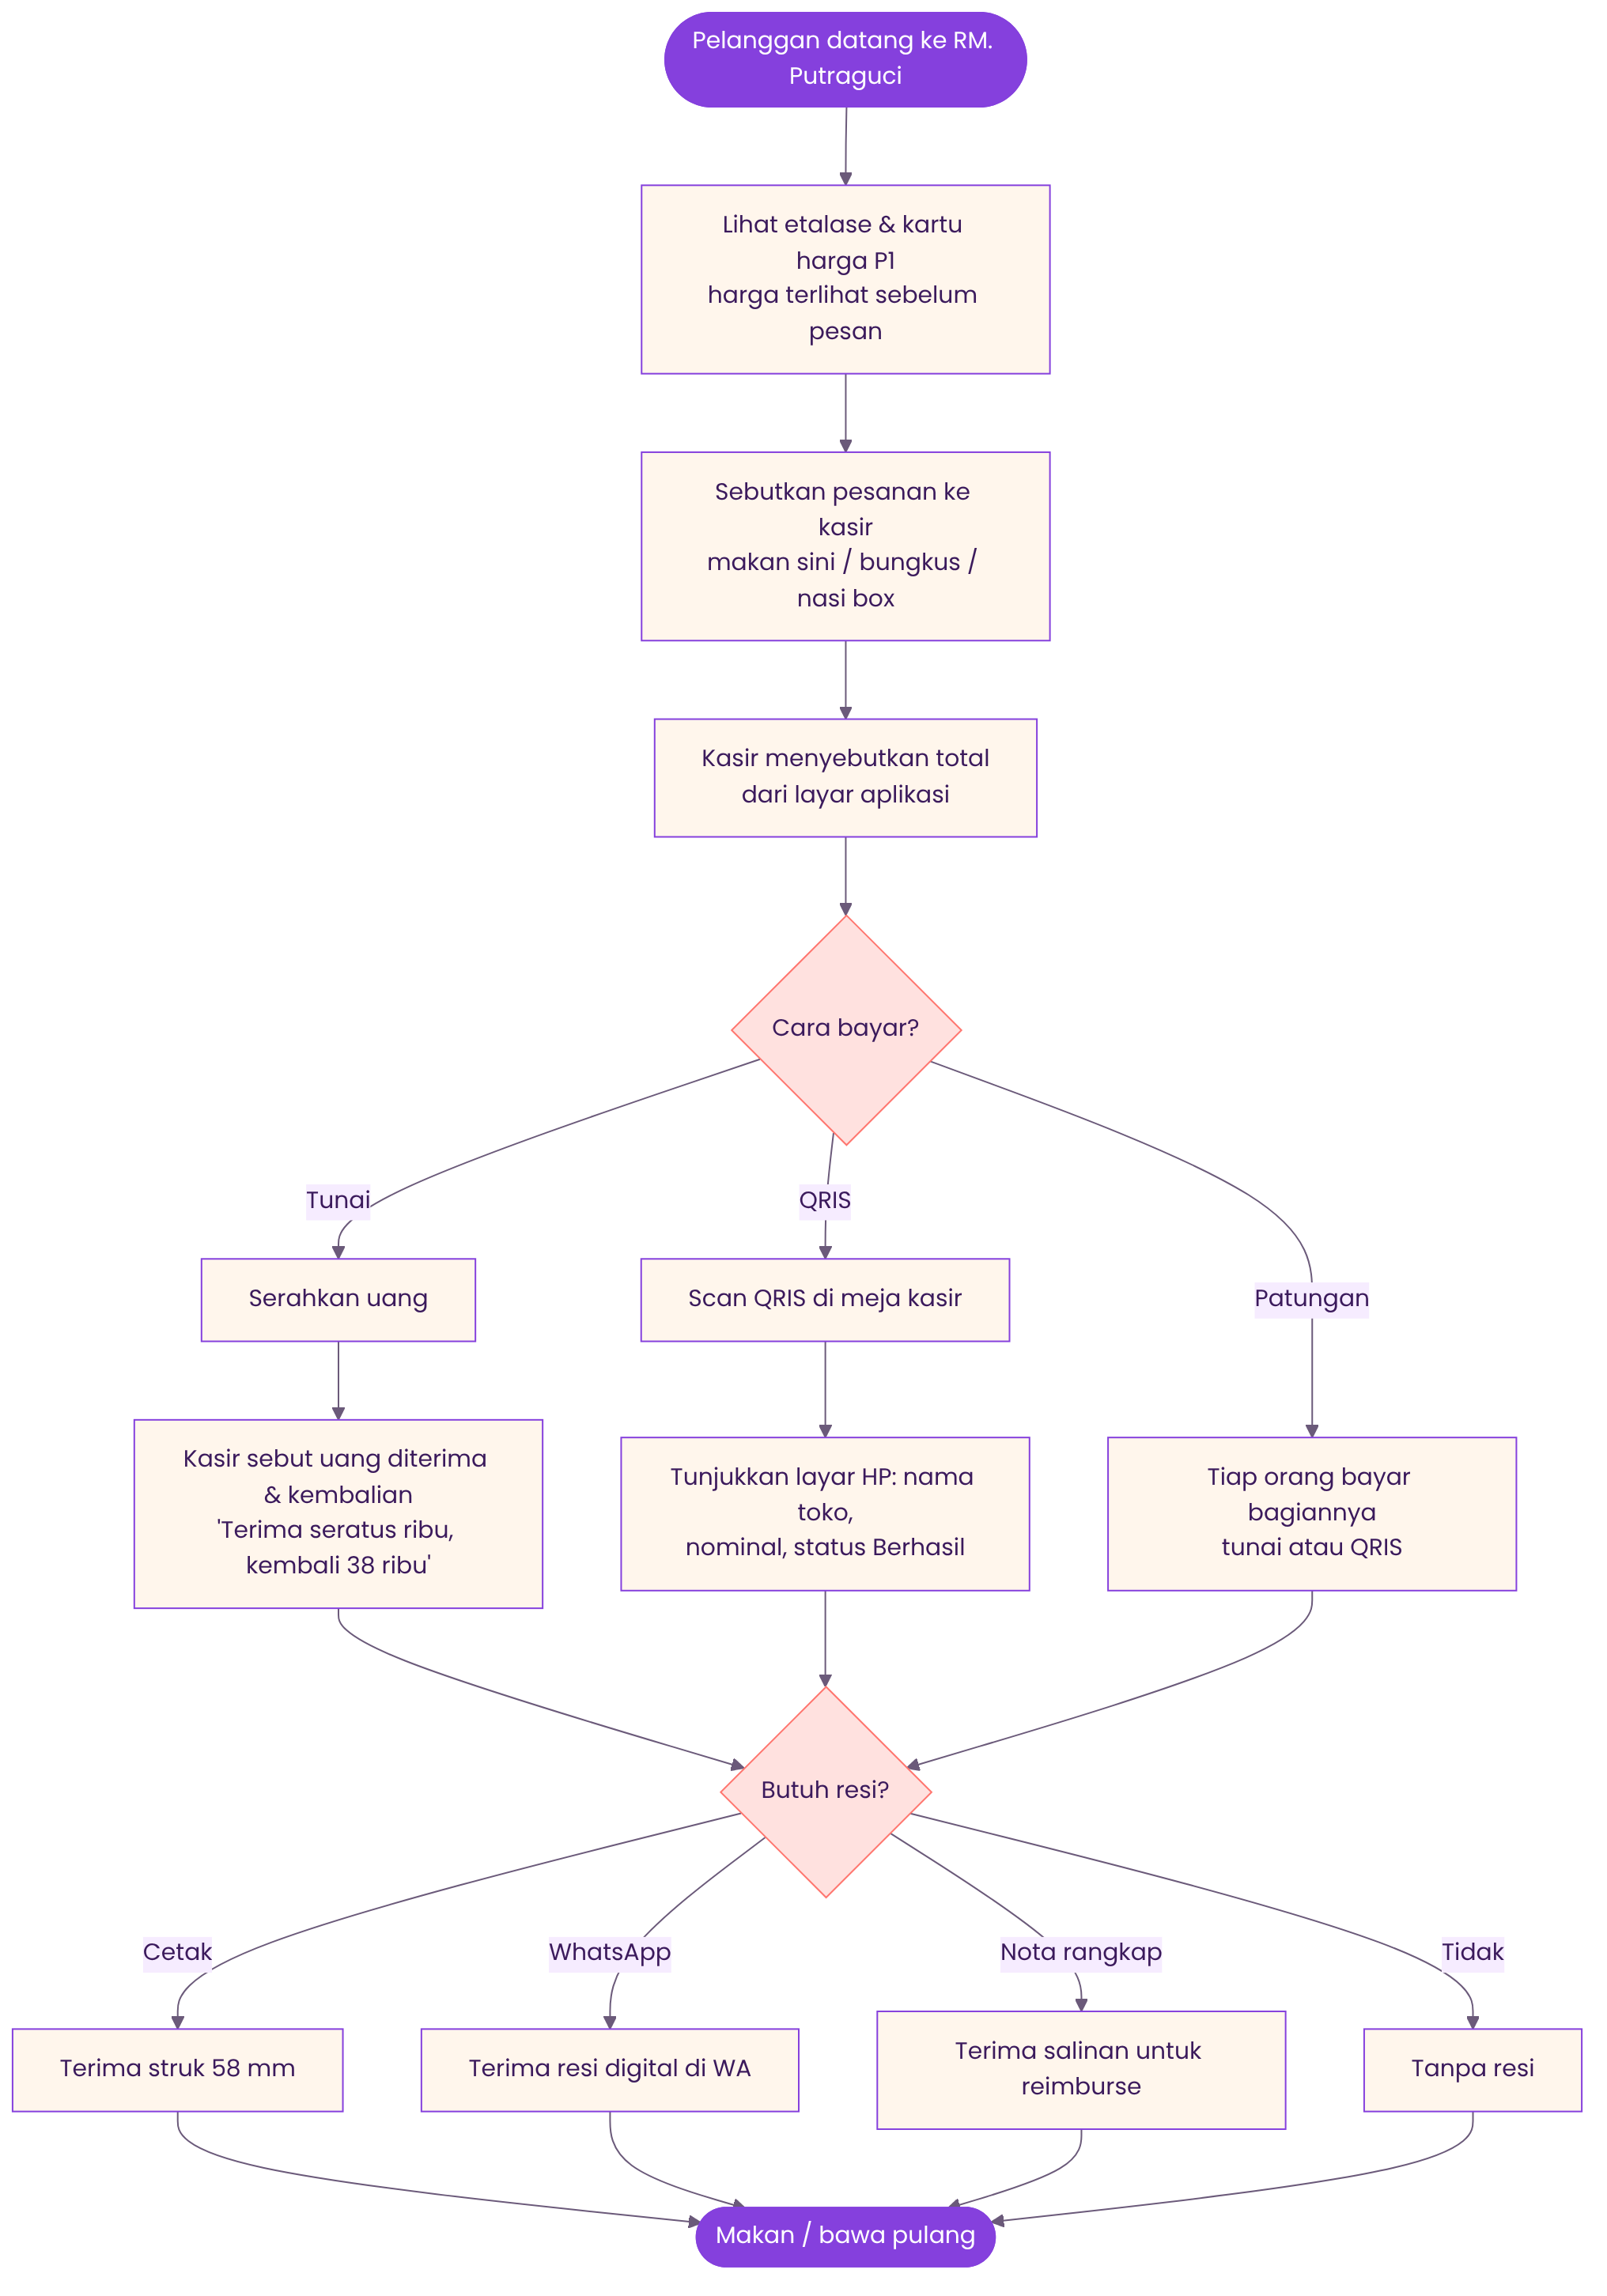 Pelanggan datang ke RM.
Putraguci
Lihat etalase & kartu
harga P1
harga terlihat sebelum
pesan
Sebutkan pesanan ke
kasir
makan sini / bungkus /
nasi box
Kasir menyebutkan total
dari layar aplikasi
Cara bayar?
Tunai
QRIS
Patungan
Serahkan uang
Scan QRIS di meja kasir
Kasir sebut uang diterima
& kembalian
'Terima seratus ribu,
kembali 38 ribu'
Tunjukkan layar HP: nama
toko,
nominal, status Berhasil
Tiap orang bayar
bagiannya
tunai atau QRIS
Butuh resi?
Cetak
WhatsApp
Nota rangkap
Tidak
Terima struk 58 mm
Terima resi digital di WA
Terima salinan untuk
reimburse
Tanpa resi
Makan / bawa pulang